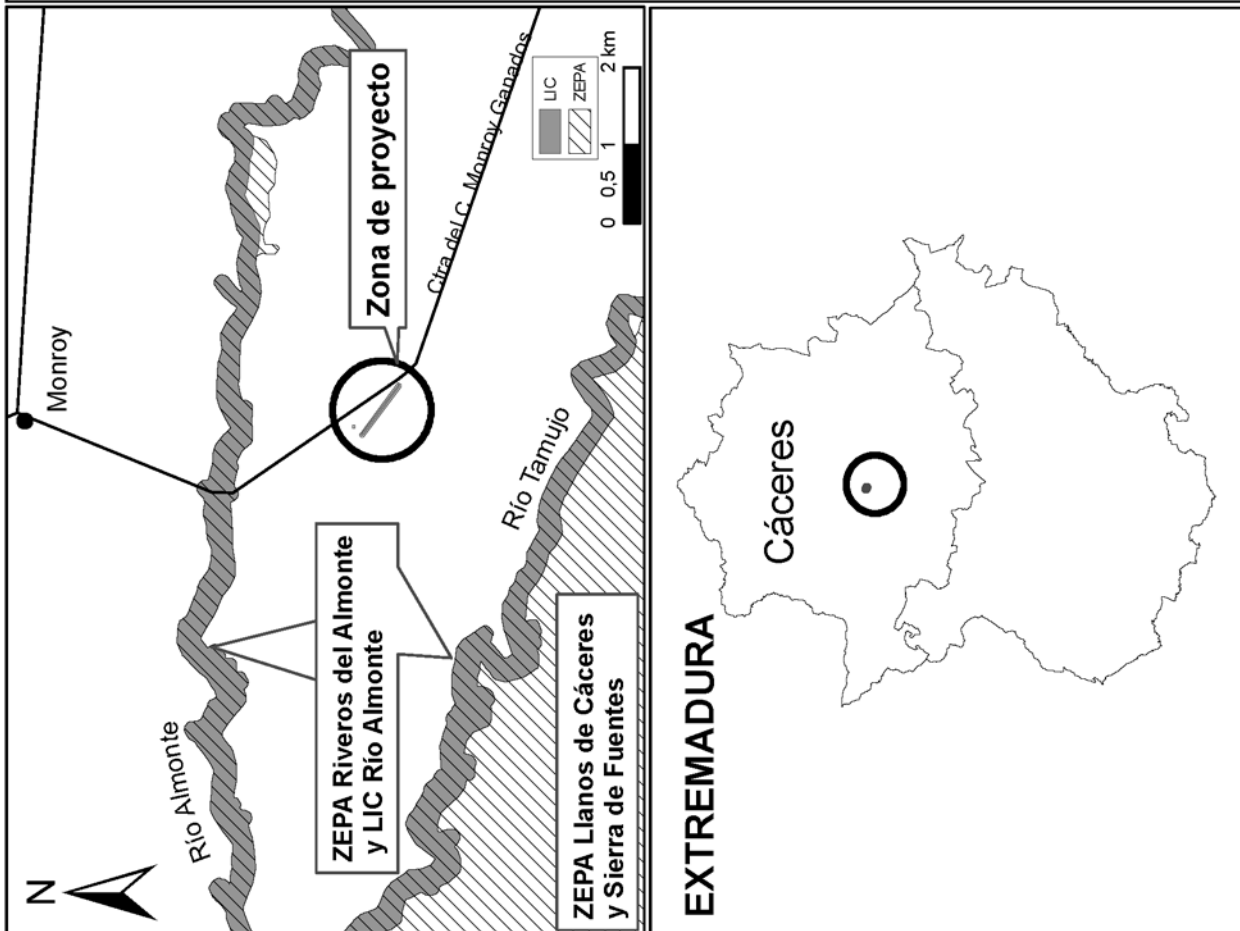 N
Monroy
Río Almonte
Zona de proyecto
Ctra del C. Monroy Ganados
ZEPA Riveros del Almonte
y LIC Río Almonte
Río Tamujo
ZEPA Llanos de Cáceres
y Sierra de Fuentes
LIC
ZEPA
0 0,5 1 2 km
EXTREMADURA
Cáceres